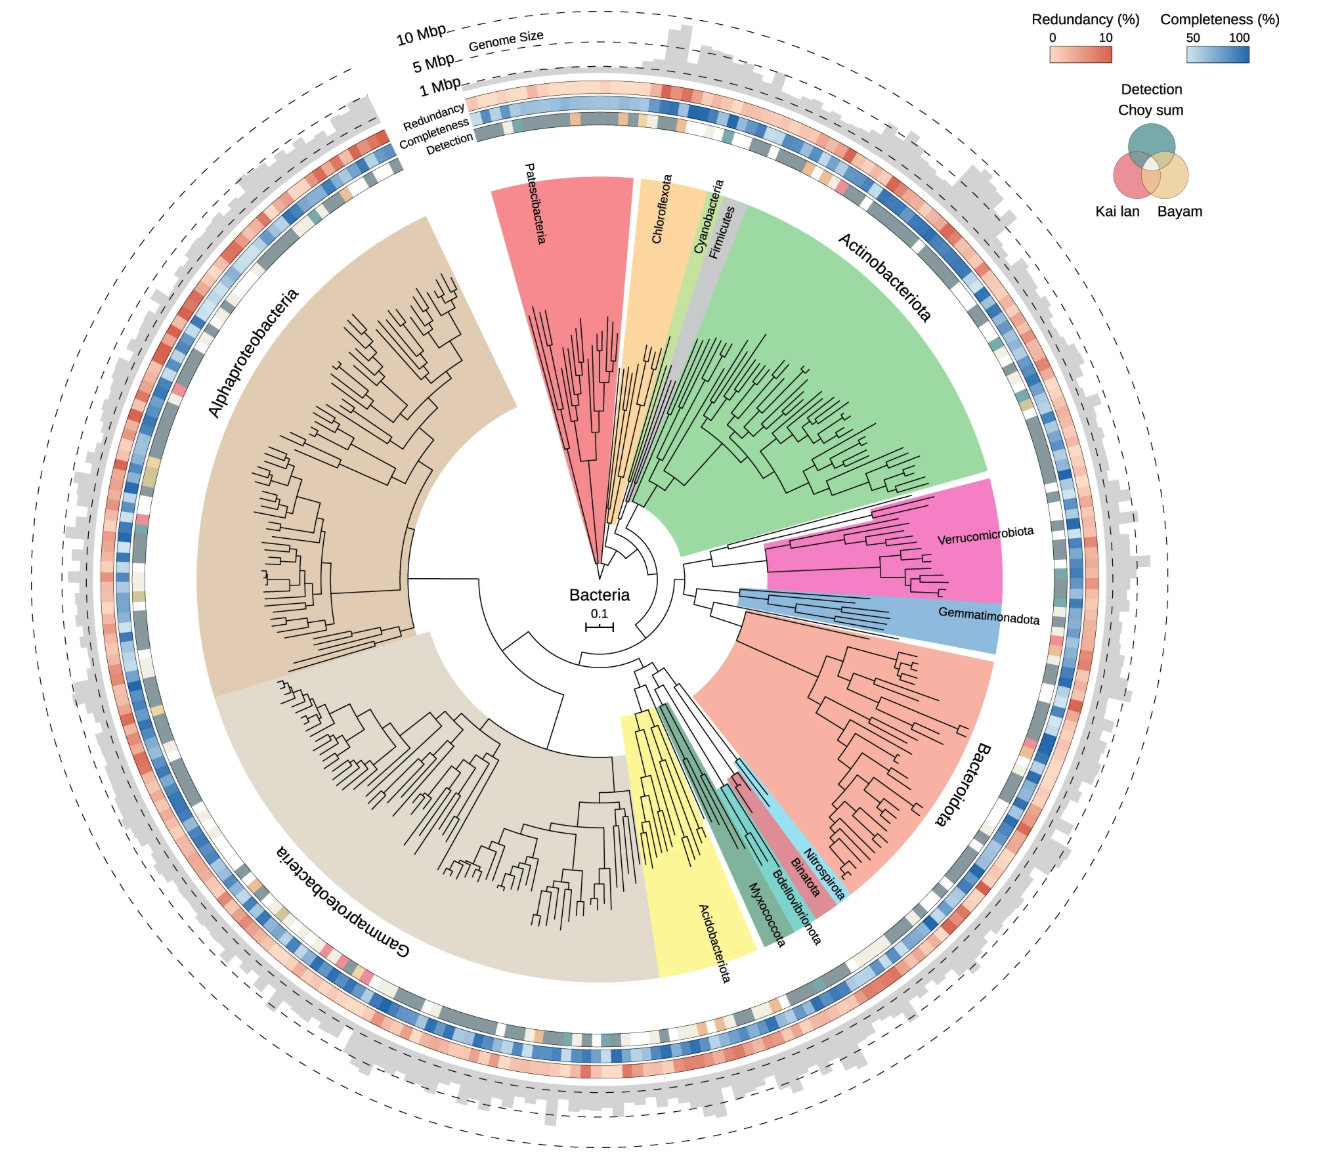 10 Mbp
Genome Size
5 Mbp
1 Mbp
Redundancy
Completeness
Detection
Redundancy (%)
0 10
Completeness (%)
50 100
Detection
Choy sum
Kai lan
Bayam
Patescibacteria
Chloroflexota
Cyanobacteria
Firmicutes
Actinobacteriota
Verrucomicrobiota
Gemmatimonadota
Bacteroidota
Nitrospirota
Binatota
Bdellovibrionota
Myxococcota
Acidobacteriota
Gammaproteobacteria
Alphaproteobacteria
Bacteria
0.1